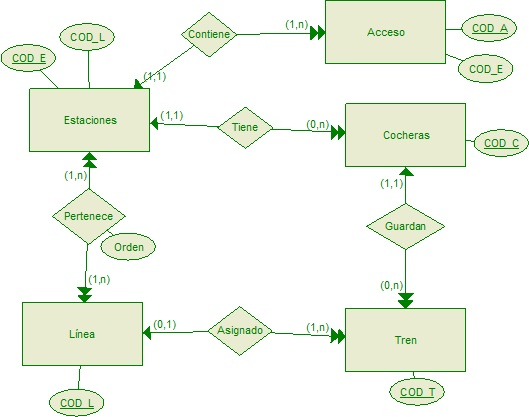 Contiene
(1,n)
Acceso
COD_A
COD_E
COD_L
COD_E
(1,1)
Estaciones
(1,1)
Tiene
(0,n)
Cocheras
COD_C
(1,n)
(1,1)
Pertenece
Orden
Guardan
(1,n)
(0,n)
Línea
(0,1)
Asignado
(1,n)
Tren
COD_L
COD_T